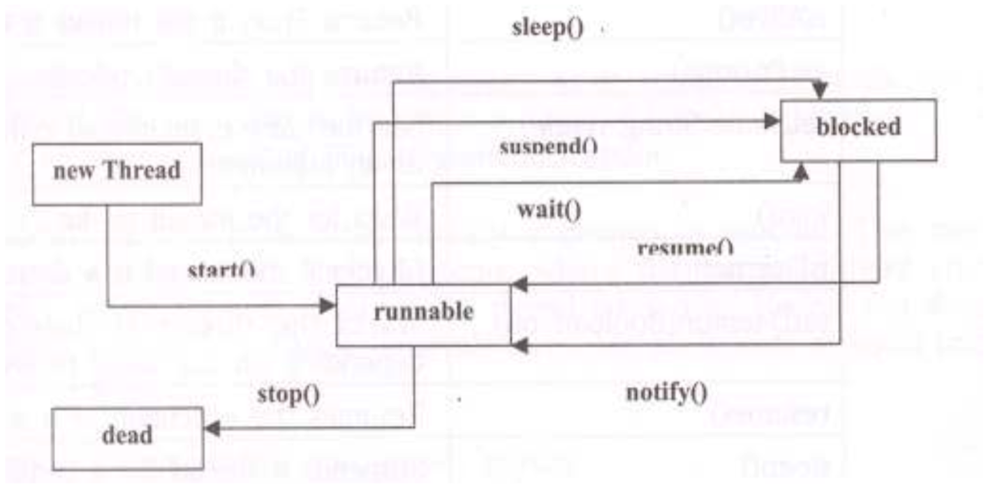 sleep()
blocked
suspend()
new Thread
wait()
resume()
start()
runnable
stop()
notify()
dead